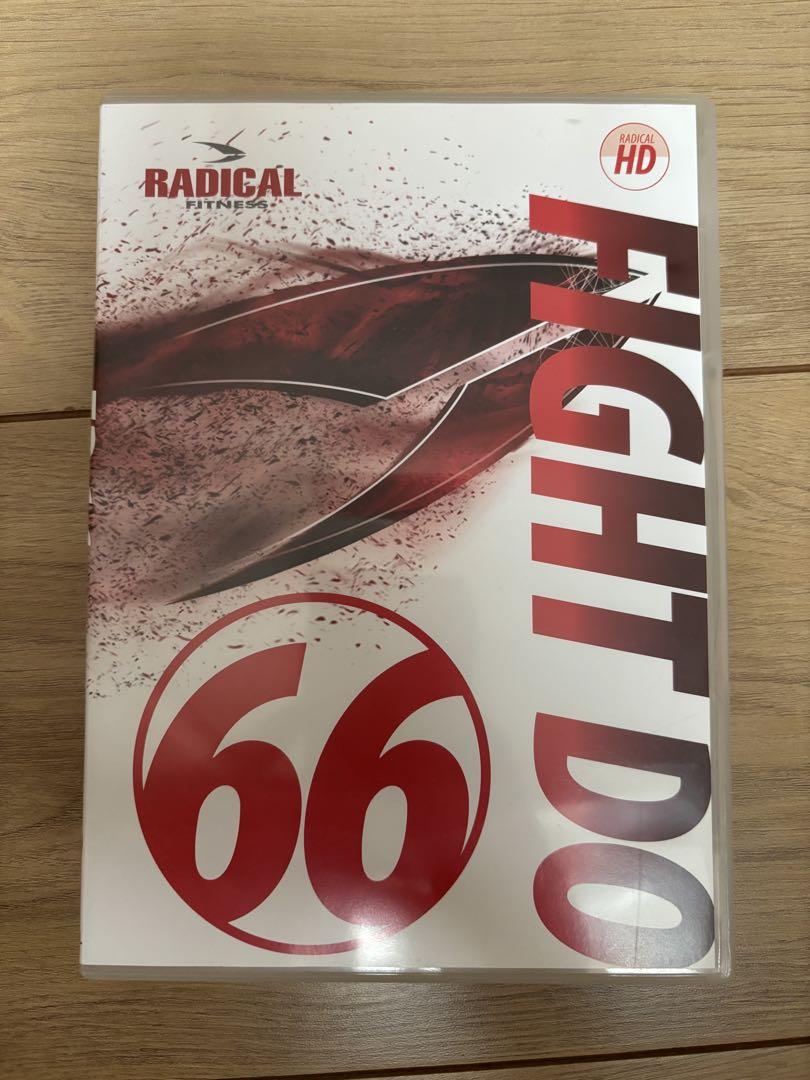 RADICAL
FITNESS
RADICAL
HD
FIGHT DO
66